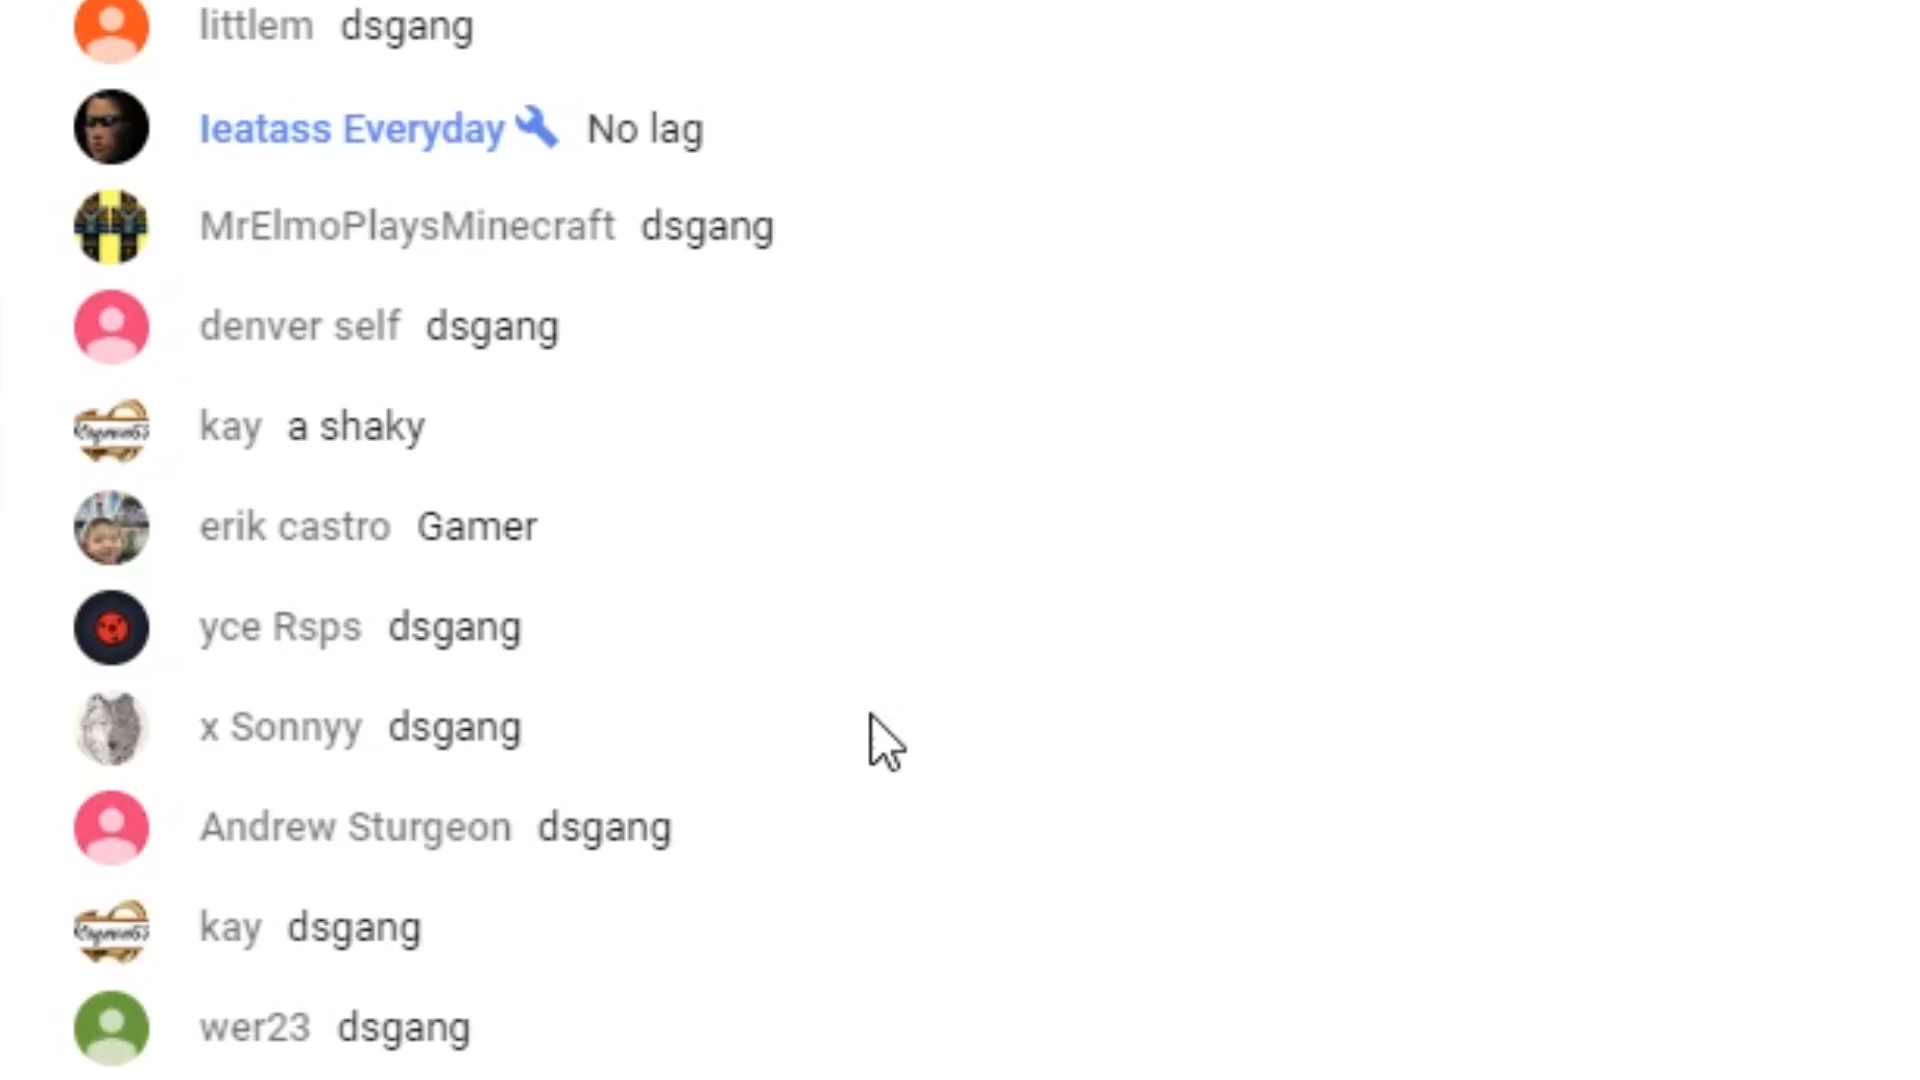 littlem dsgang
Ieatass Everyday No lag
MrElmoPlaysMinecraft dsgang
denver self dsgang
kay a shaky
erik castro Gamer
yce Rsps dsgang
x Sonnyy dsgang
Andrew Sturgeon dsgang
kay dsgang
wer23 dsgang